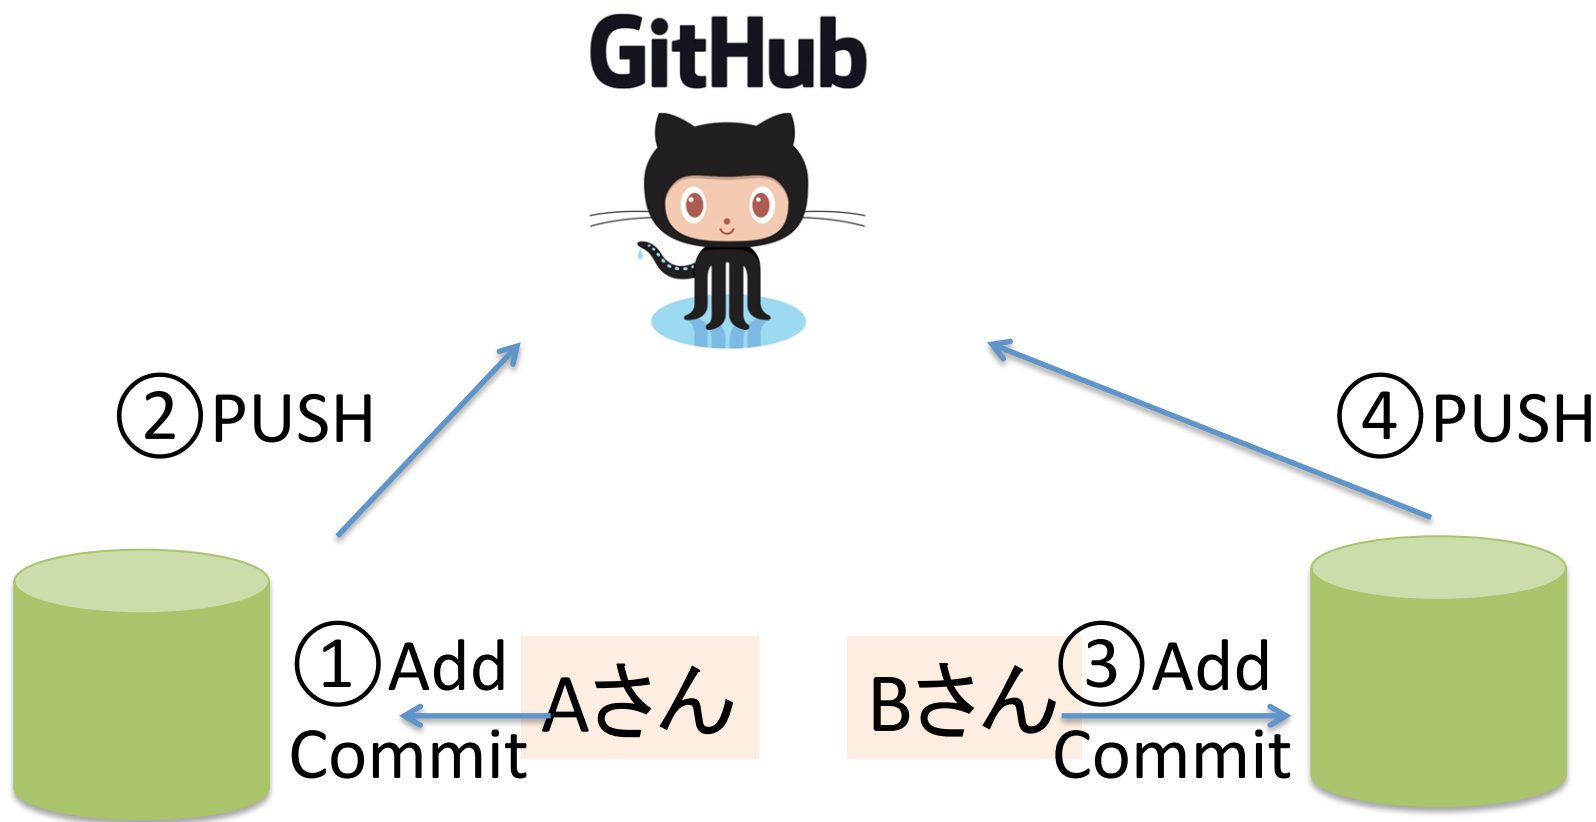 GitHub
②PUSH
④PUSH
①Add
Commit
Aさん
Bさん
③Add
Commit